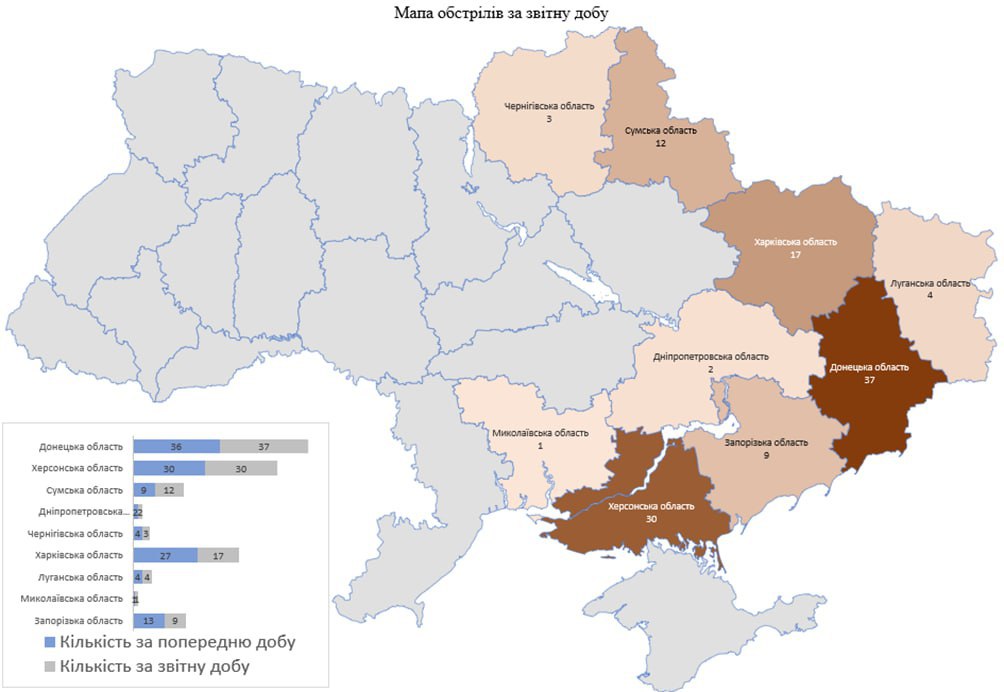 Мапа обстрілів за звітну добу
Чернігівська область
3
Сумська область
12
Харківська область
17
Луганська область
4
Дніпропетровська область
2
Донецька область
37
Миколаївська область
1
Запорізька область
9
Херсонська область
30
Донецька область 36 37
Херсонська область 30 30
Сумська область 9 12
Дніпропетровська... 2 2
Чернігівська область 4 3
Харківська область 27 17
Луганська область 4 4
Миколаївська область 1
Запорізька область 13 9
Кількість за попередню добу
Кількість за звітну добу